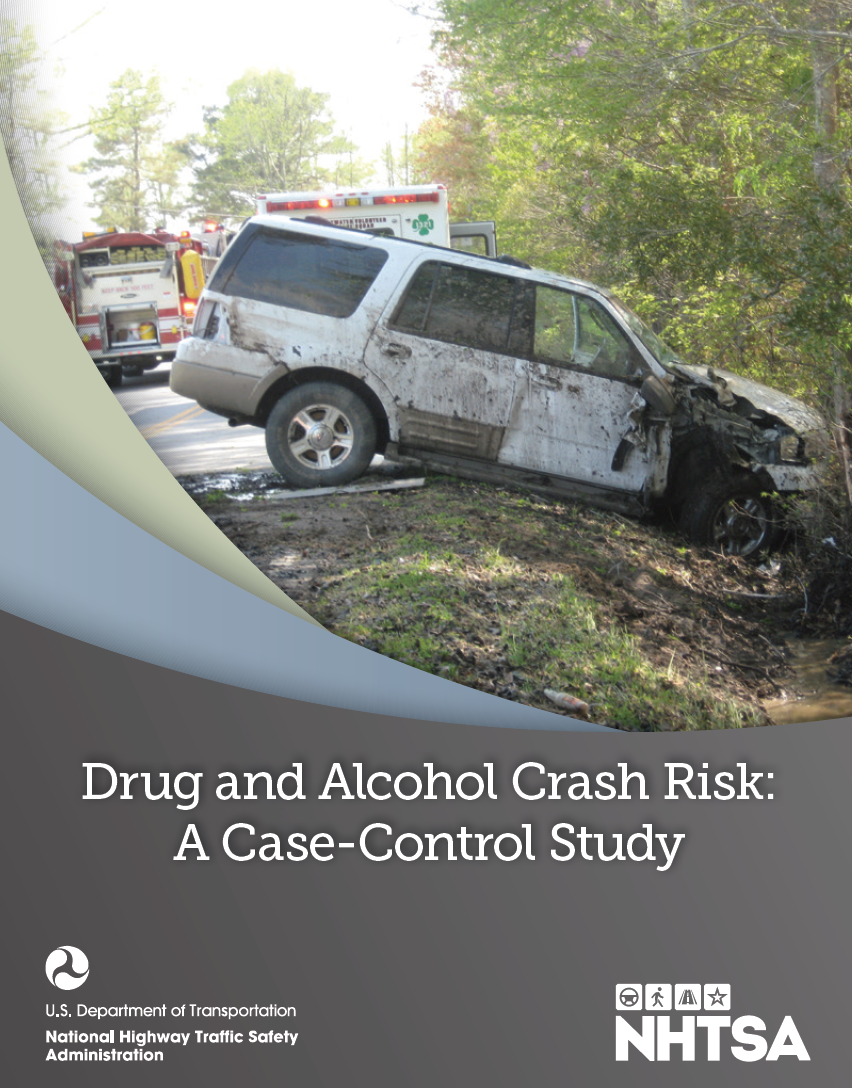 Drug and Alcohol Crash Risk:
A Case-Control Study
U.S. Department of Transportation
National Highway Traffic Safety
Administration
NHTSA